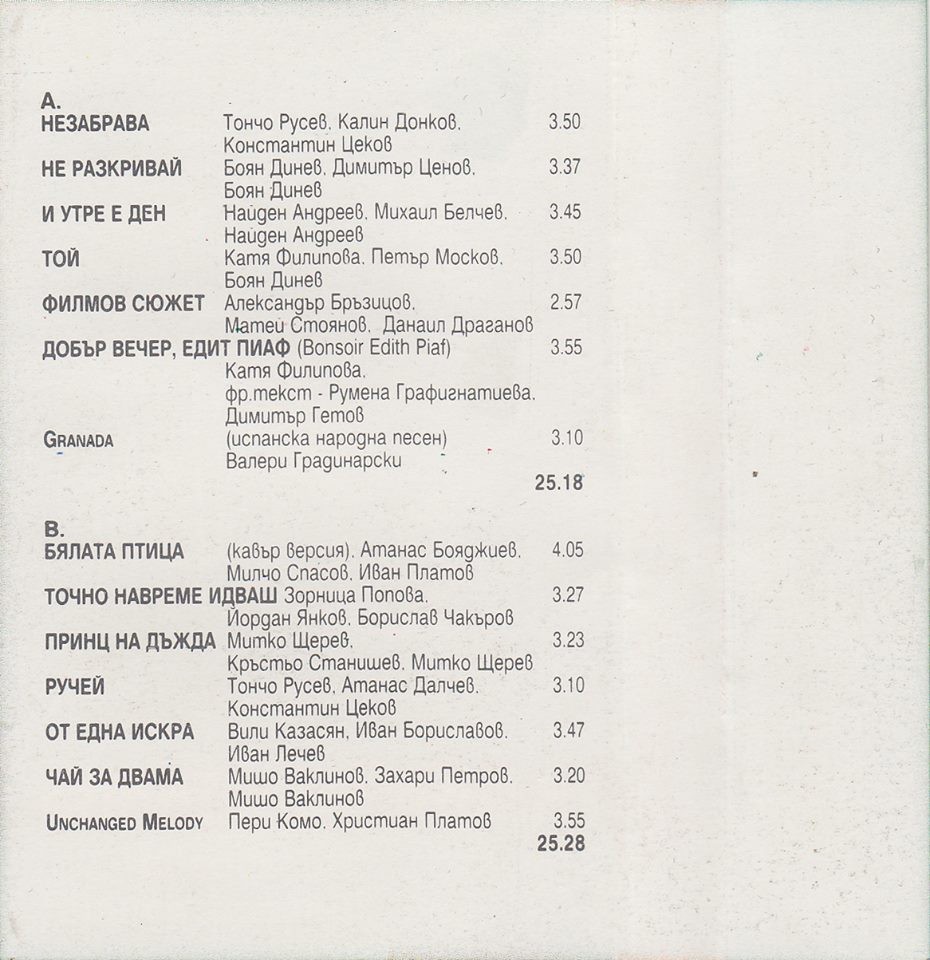 А.
НЕЗАБРАВА Тончо Русев, Калин Донков, 3.50
Константин Цеков
НЕ РАЗКРИВАЙ Боян Динев, Димитър Ценов, 3.37
Боян Динев
И УТРЕ Е ДЕН Найден Андреев, Михаил Белчев, 3.45
Найден Андреев
ТОЙ Катя Филипова, Петър Москов, 3.50
Боян Динев
ФИЛМОВ СЮЖЕТ Александър Бръзицов, 2.57
Матей Стоянов, Данаил Драганов
ДОБЪР ВЕЧЕР, ЕДИТ ПИАФ (Bonsoir Edith Piaf) 3.55
Катя Филипова,
фр.текст - Румена Графигнатиева,
Димитър Гетов
GRANADA (испанска народна песен) 3.10
Валери Градинарски
25.18
В.
БЯЛАТА ПТИЦА (кавър версия), Атанас Бояджиев, 4.05
Милчо Спасов, Иван Платов
ТОЧНО НАВРЕМЕ ИДВАШ Зорница Попова, 3.27
Йордан Янков, Борислав Чакъров
ПРИНЦ НА ДЪЖДА Митко Щерев, 3.23
Кръстьо Станишев, Митко Щерев
РУЧЕЙ Тончо Русев, Атанас Далчев, 3.10
Константин Цеков
ОТ ЕДНА ИСКРА Вили Казасян, Иван Бориславов, 3.47
Иван Лечев
ЧАЙ ЗА ДВАМА Мишо Ваклинов, Захари Петров, 3.20
Мишо Ваклинов
UNCHANGED MELODY Пери Комо, Християн Платов 3.55
25.28